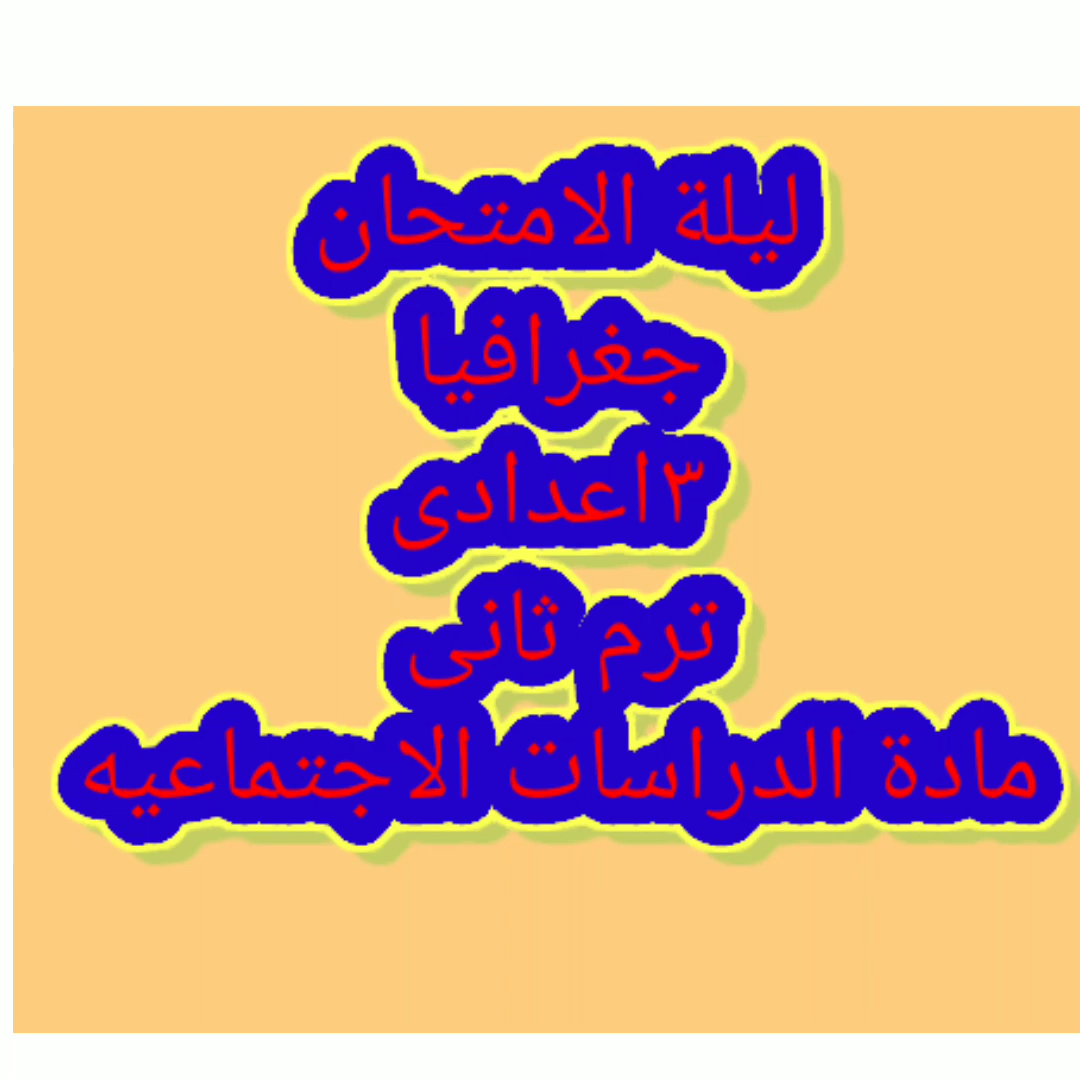 ليلة الامتحان
جغرافيا
٣اعدادى
ترم ثانى
مادة الدراسات الاجتماعيه